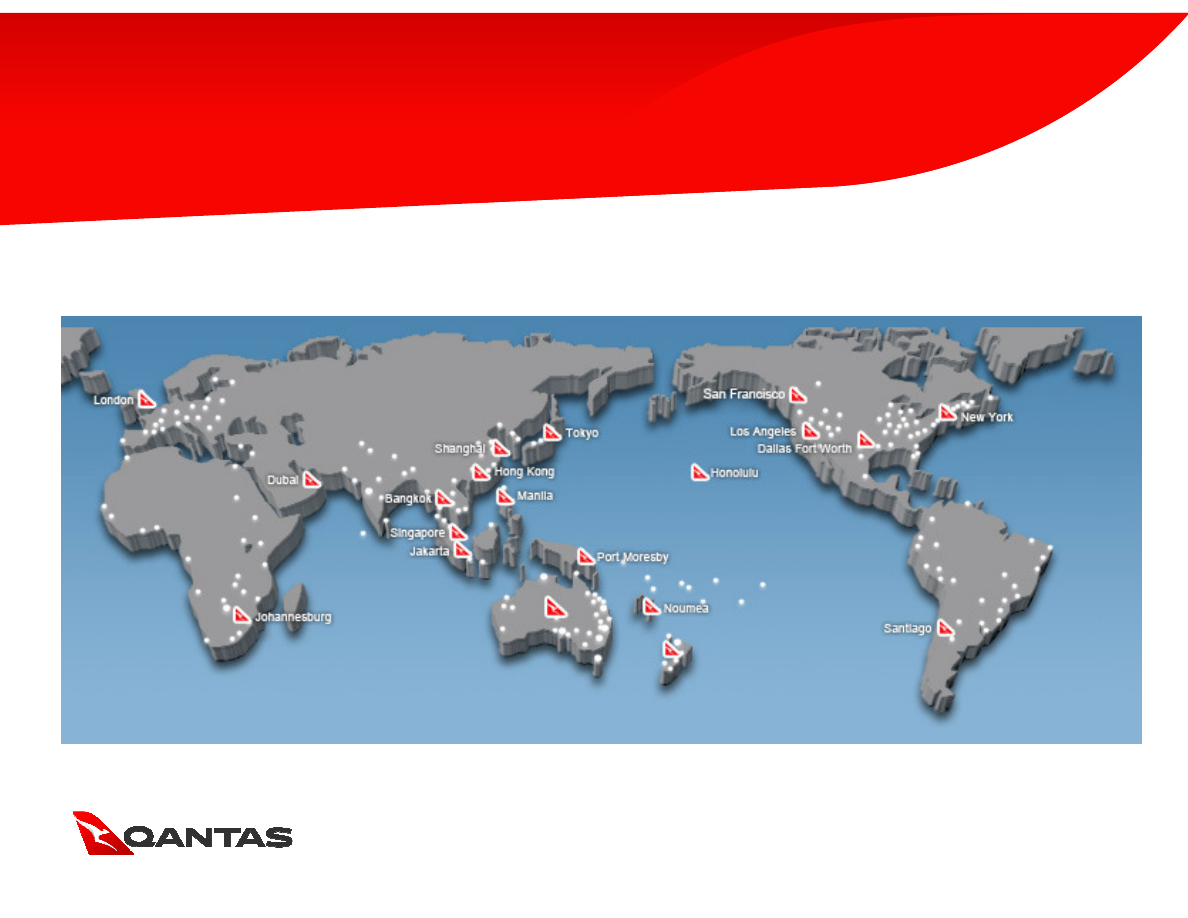 London
San Francisco
New York
Tokyo
Los Angeles
Shanghai
Dallas Fort Worth
Hong Kong
Honolulu
Dubai
Bangkok
Manila
Singapore
Jakarta
Port Moresby
Noumea
Johannesburg
Santiago
QANTAS